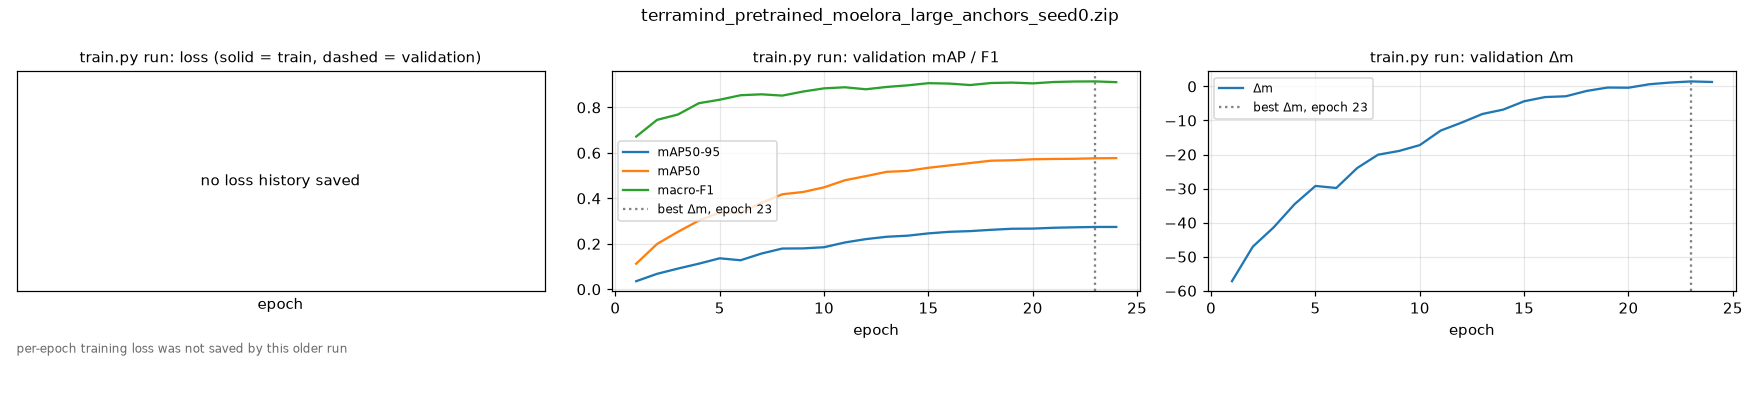 terramind_pretrained_moelora_large_anchors_seed0.zip
train.py run: loss (solid = train, dashed = validation)
no loss history saved
epoch
per-epoch training loss was not saved by this older run
train.py run: validation mAP / F1
0.8
0.6
0.4
0.2
0.0
mAP50-95
mAP50
macro-F1
best Δm, epoch 23
0 5 10 15 20 25
epoch
train.py run: validation Δm
0
−10
−20
−30
−40
−50
−60
Δm
best Δm, epoch 23
0 5 10 15 20 25
epoch